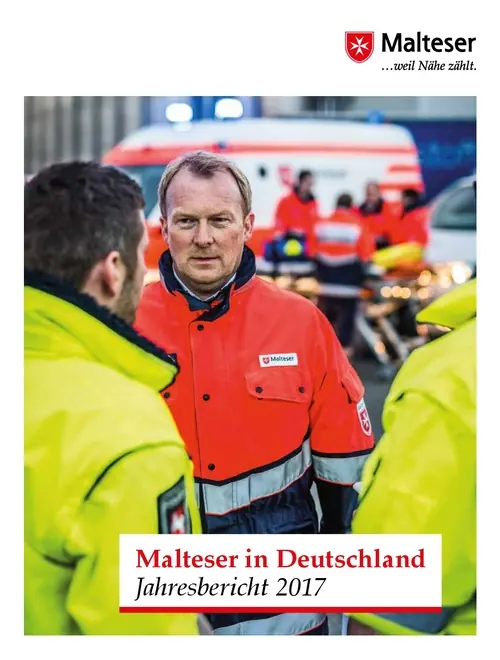 Malteser
...weil Nähe zählt.
Malteser
Malteser in Deutschland
Jahresbericht 2017